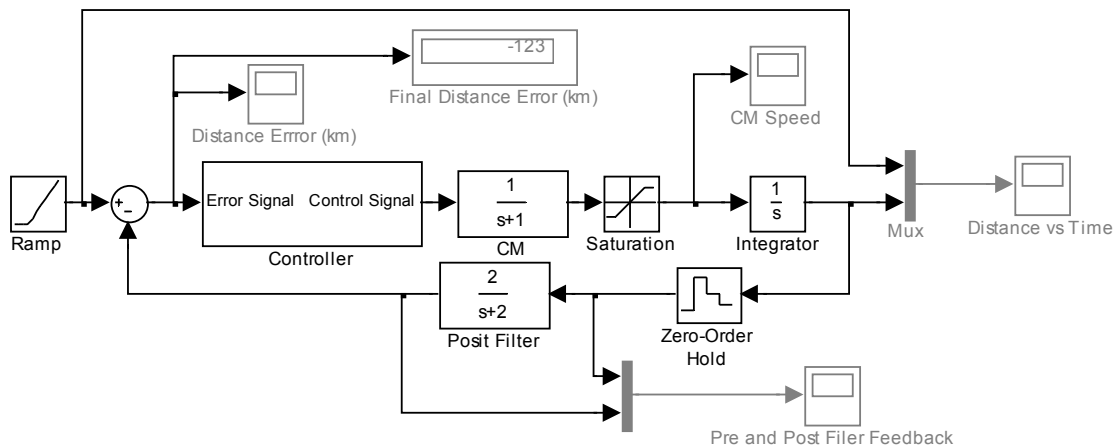 -123
Final Distance Error (km)
Distance Errror (km)
CM Speed
Ramp
+
-
Error Signal
Control Signal
Controller
1
s+1
CM
Saturation
1
s
Integrator
Mux
Distance vs Time
2
s+2
Posit Filter
Zero-Order
Hold
Pre and Post Filer Feedback